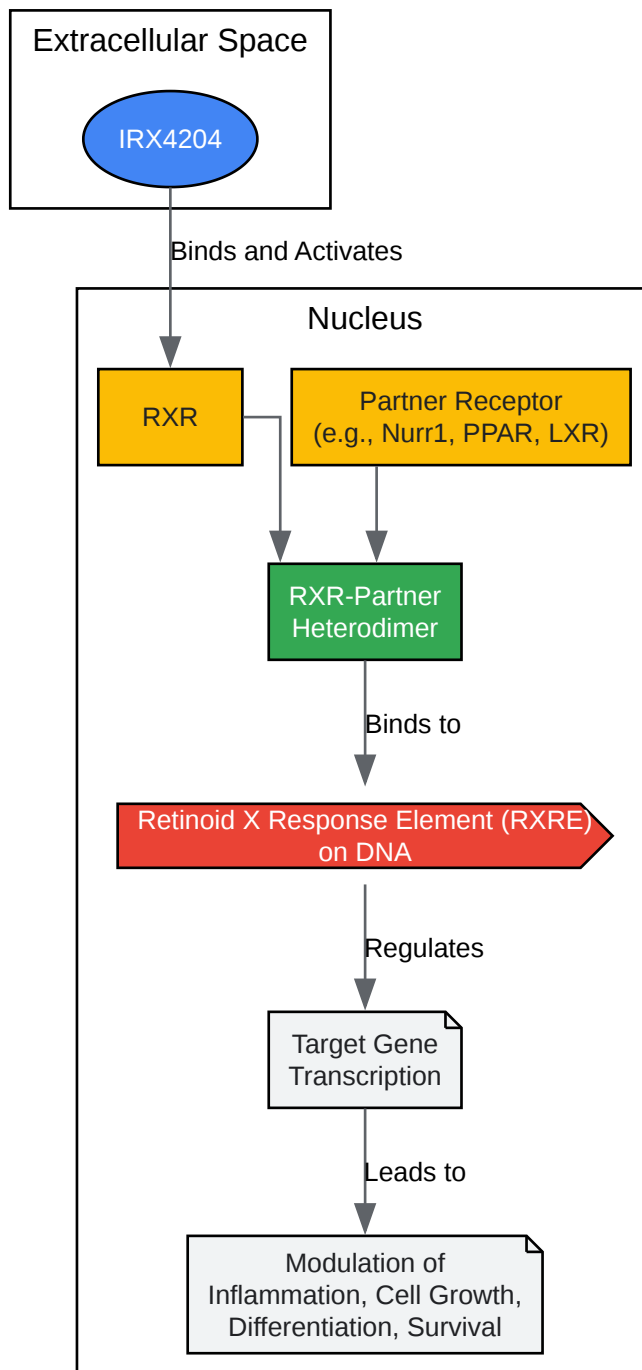 Extracellular Space
IRX4204
Binds and Activates
Nucleus
RXR
Partner Receptor
(e.g., Nurr1, PPAR, LXR)
RXR-Partner
Heterodimer
Binds to
Retinoid X Response Element (RXRE)
on DNA
Regulates
Target Gene
Transcription
Leads to
Modulation of
Inflammation, Cell Growth,
Differentiation, Survival